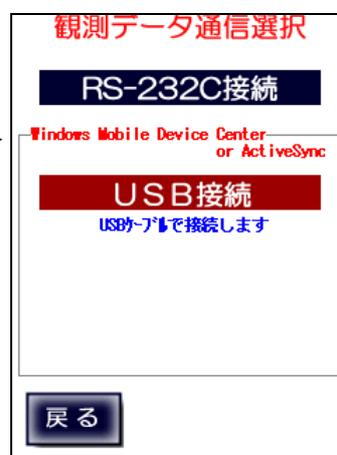 観測データ通信選択
RS-232C接続
Windows Mobile Device Center
or ActiveSync
USB接続
USBｹｰﾌﾞﾙで接続します
戻る